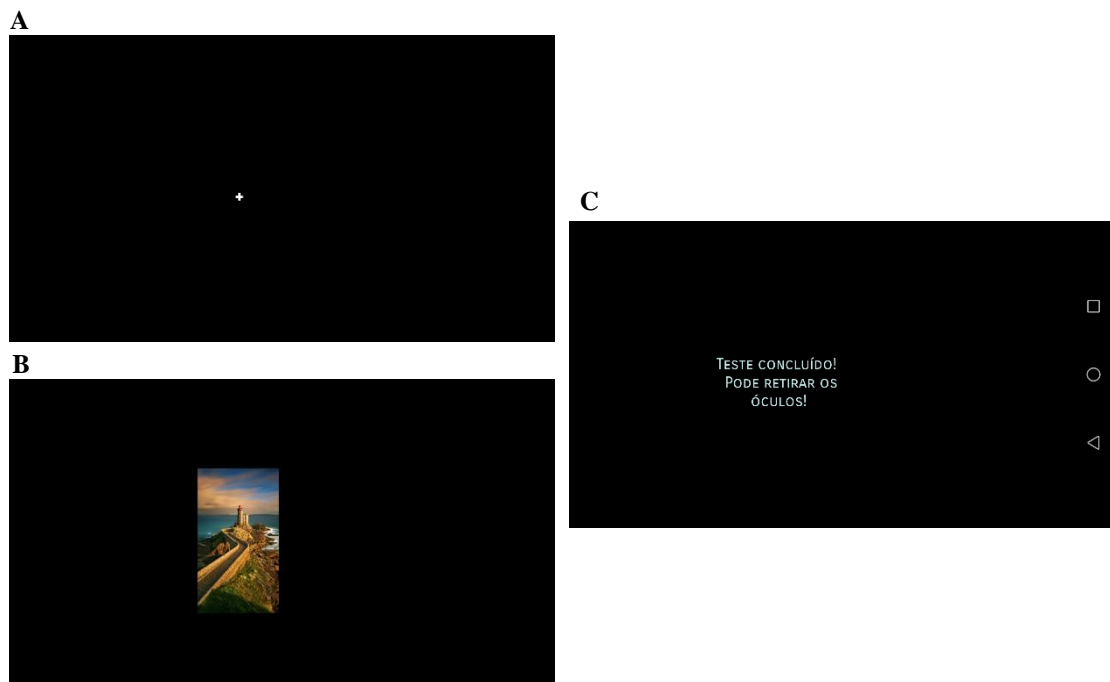 A
B
C
Teste concluído!
Pode retirar os
óculos!